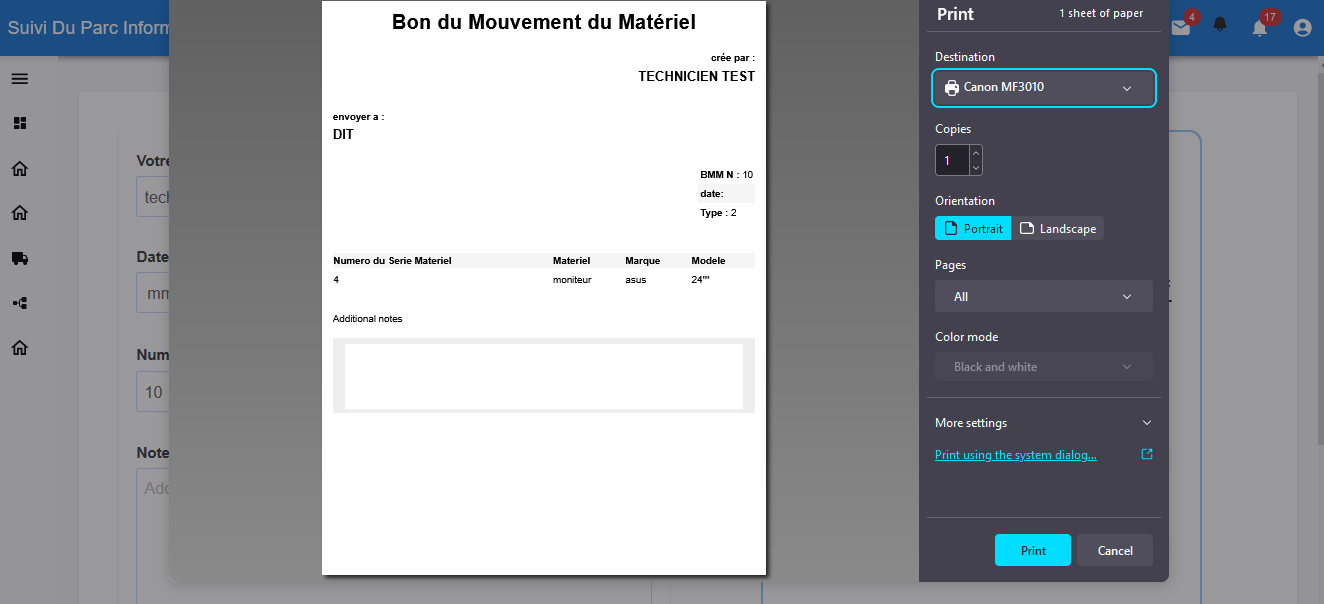 Suivi Du Parc Inform
4
17
Votre
tech
Date
mm
Num
10
Note
Add
Bon du Mouvement du Matériel
crée par :
TECHNICIEN TEST
envoyer a :
DIT
BMM N : 10
date:
Type : 2
Numero du Serie Materiel Materiel Marque Modele
4 moniteur asus 24""
Additional notes
Print 1 sheet of paper
Destination
Canon MF3010
Copies
1
Orientation
Portrait Landscape
Pages
All
Color mode
Black and white
More settings
Print using the system dialog...
Print Cancel